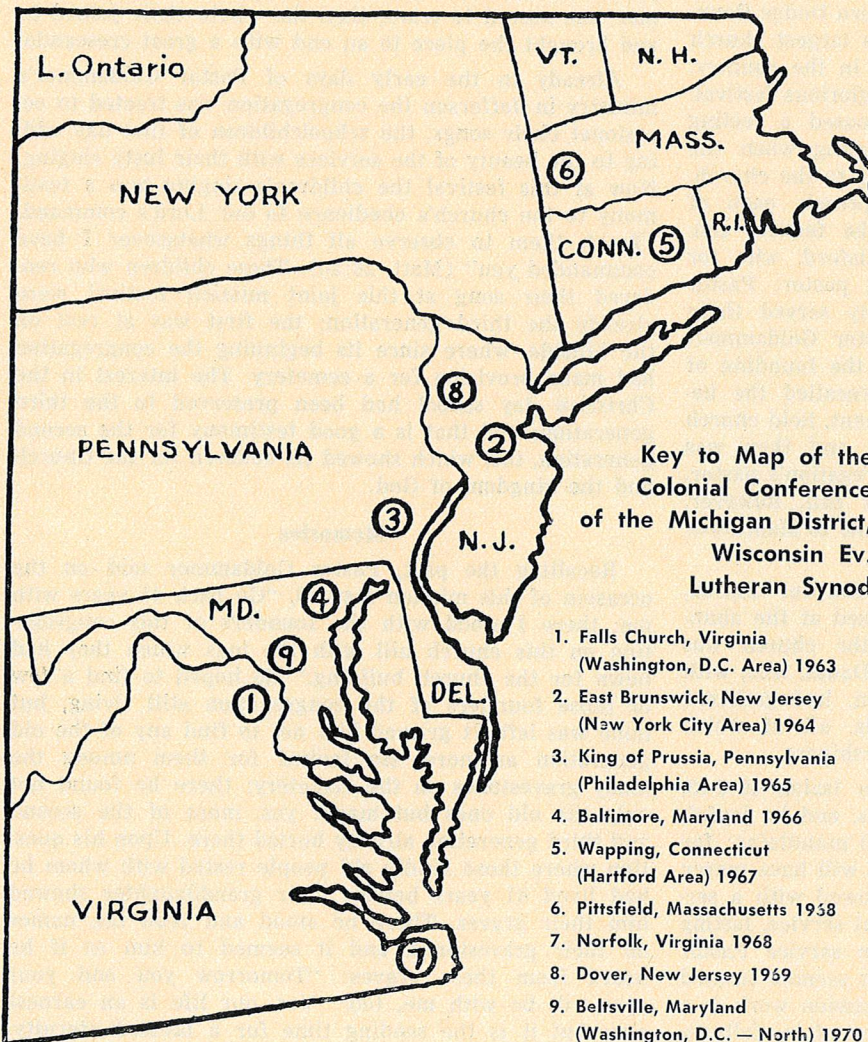 L. Ontario
VT.
N. H.
MASS.
6
NEW YORK
R.I.
CONN.
5
8
2
PENNSYLVANIA
3
N.J.
MD.
4
9
DEL.
1
VIRGINIA
7
Key to Map of the
Colonial Conference
of the Michigan District,
Wisconsin Ev.
Lutheran Synod
1. Falls Church, Virginia
(Washington, D.C. Area) 1963
2. East Brunswick, New Jersey
(New York City Area) 1964
3. King of Prussia, Pennsylvania
(Philadelphia Area) 1965
4. Baltimore, Maryland 1966
5. Wapping, Connecticut
(Hartford Area) 1967
6. Pittsfield, Massachusetts 1938
7. Norfolk, Virginia 1968
8. Dover, New Jersey 1969
9. Beltsville, Maryland
(Washington, D.C. — North) 1970